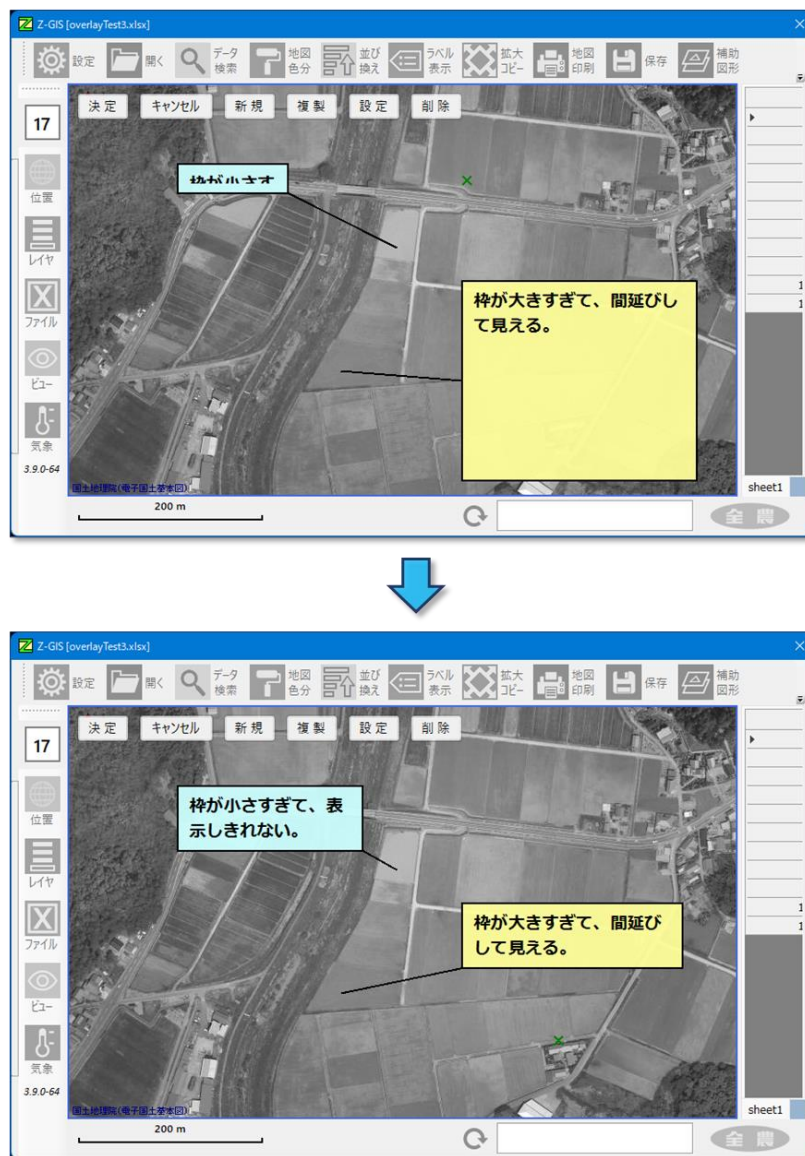 Z-GIS [overlayTest3.xlsx]
設定 開く データ検索 地図色分 並び換え ラベル表示 拡大コピー 地図印刷 保存 補助図形
決定 キャンセル 新規 複製 設定 削除
17
位置
レイヤ
ファイル
ビュー
気象
3.9.0-64
枠が小さす
枠が大きすぎて、間延びし
て見える。
1
1
国土地理院(電子国土基本図)
sheet1
200 m
全農
Z-GIS [overlayTest3.xlsx]
設定 開く データ検索 地図色分 並び換え ラベル表示 拡大コピー 地図印刷 保存 補助図形
決定 キャンセル 新規 複製 設定 削除
17
位置
レイヤ
ファイル
ビュー
気象
3.9.0-64
枠が小さすぎて、表
示しきれない。
枠が大きすぎて、間延び
して見える。
1
1
国土地理院(電子国土基本図)
sheet1
200 m
全農